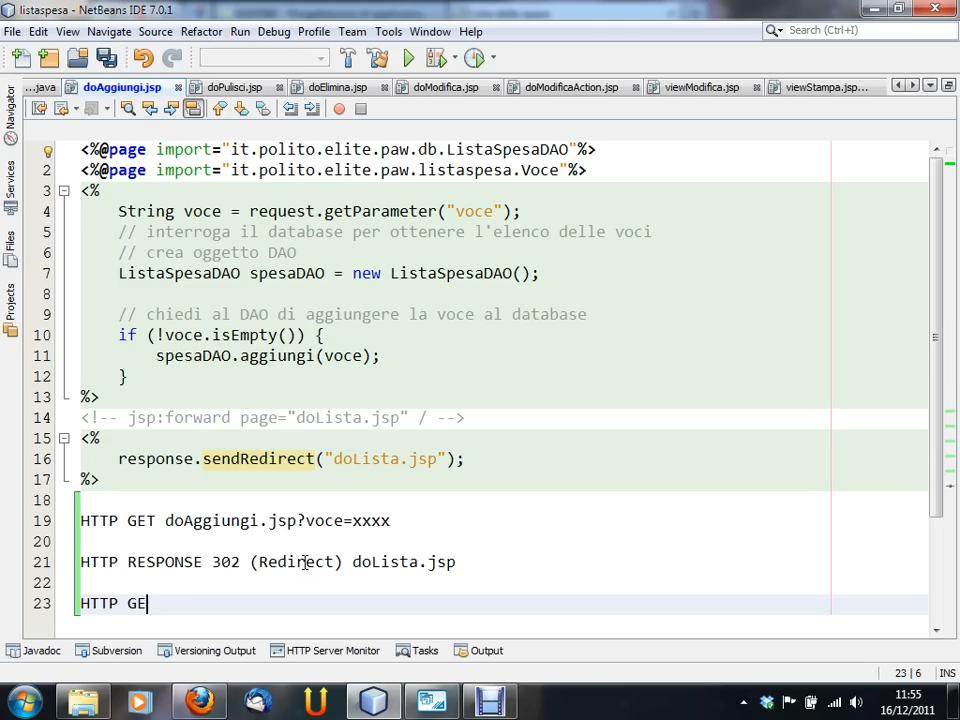 listaspesa - NetBeans IDE 7.0.1
File Edit View Navigate Source Refactor Run Debug Profile Team Tools Window Help
Search (Ctrl+I)
...java doAggiungi.jsp doPulisci.jsp doElimina.jsp doModifica.jsp doModificaAction.jsp viewModifica.jsp viewStampa.jsp...
Navigator
Services
Files
Projects
1 <%@page import="it.polito.elite.paw.db.ListaSpesaDAO"%>
2 <%@page import="it.polito.elite.paw.listaspesa.Voce"%>
3 <%
4 String voce = request.getParameter("voce");
5 // interroga il database per ottenere l'elenco delle voci
6 // crea oggetto DAO
7 ListaSpesaDAO spesaDAO = new ListaSpesaDAO();
8
9 // chiedi al DAO di aggiungere la voce al database
10 if (!voce.isEmpty()) {
11 spesaDAO.aggiungi(voce);
12 }
13 %>
14 <!-- jsp:forward page="doLista.jsp" / -->
15 <%
16 response.sendRedirect("doLista.jsp");
17 %>
18
19 HTTP GET doAggiungi.jsp?voce=xxxx
20
21 HTTP RESPONSE 302 (Redirect) doLista.jsp
22
23 HTTP GE
Javadoc Subversion Versioning Output HTTP Server Monitor Tasks Output
23 | 6 INS
11:55
16/12/2011